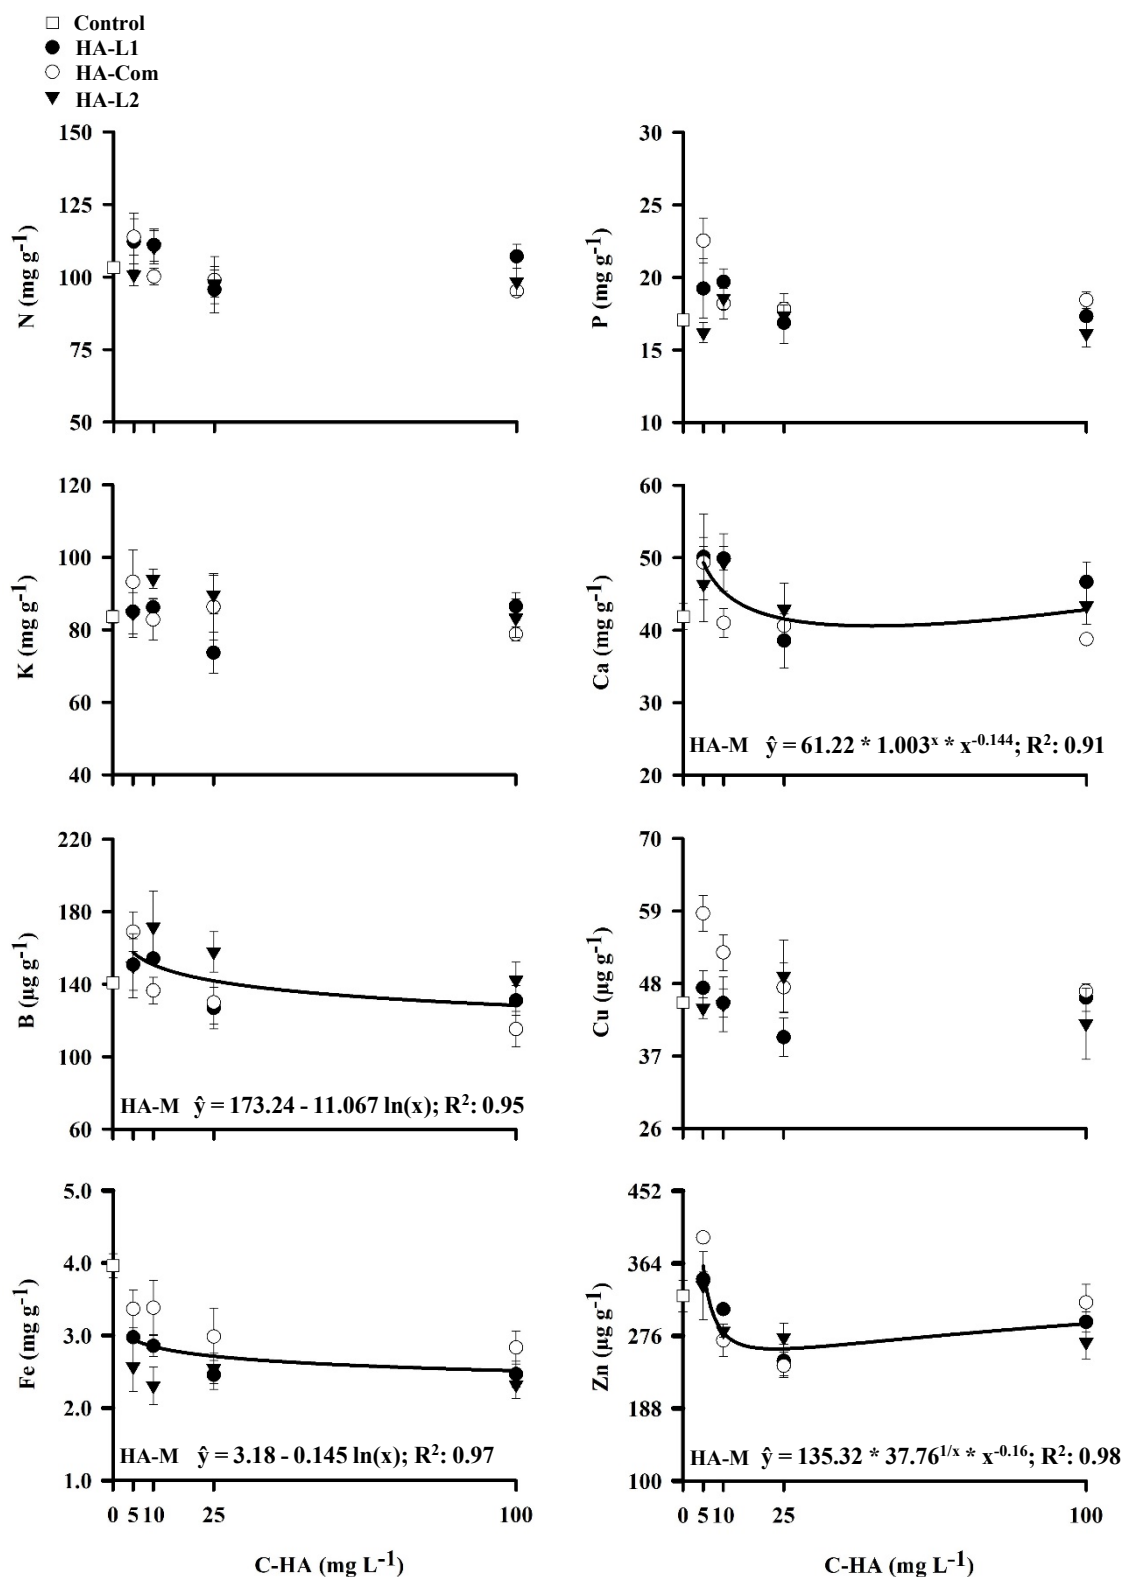 Control
HA-L1
HA-Com
HA-L2
150
125
100
75
50
N (mg g-1)
30
25
20
15
10
P (mg g-1)
120
100
80
60
40
K (mg g-1)
60
50
40
30
20
Ca (mg g-1)
HA-M ŷ = 61.22 * 1.003x * x-0.144; R2: 0.91
220
180
140
100
60
B (µg g-1)
HA-M ŷ = 173.24 - 11.067 ln(x); R2: 0.95
70
59
48
37
26
Cu (µg g-1)
5.0
4.0
3.0
2.0
1.0
Fe (mg g-1)
HA-M ŷ = 3.18 - 0.145 ln(x); R2: 0.97
0 5 10 25 100
C-HA (mg L-1)
452
364
276
188
100
Zn (µg g-1)
HA-M ŷ = 135.32 * 37.761/x * x-0.16; R2: 0.98
0 5 10 25 100
C-HA (mg L-1)